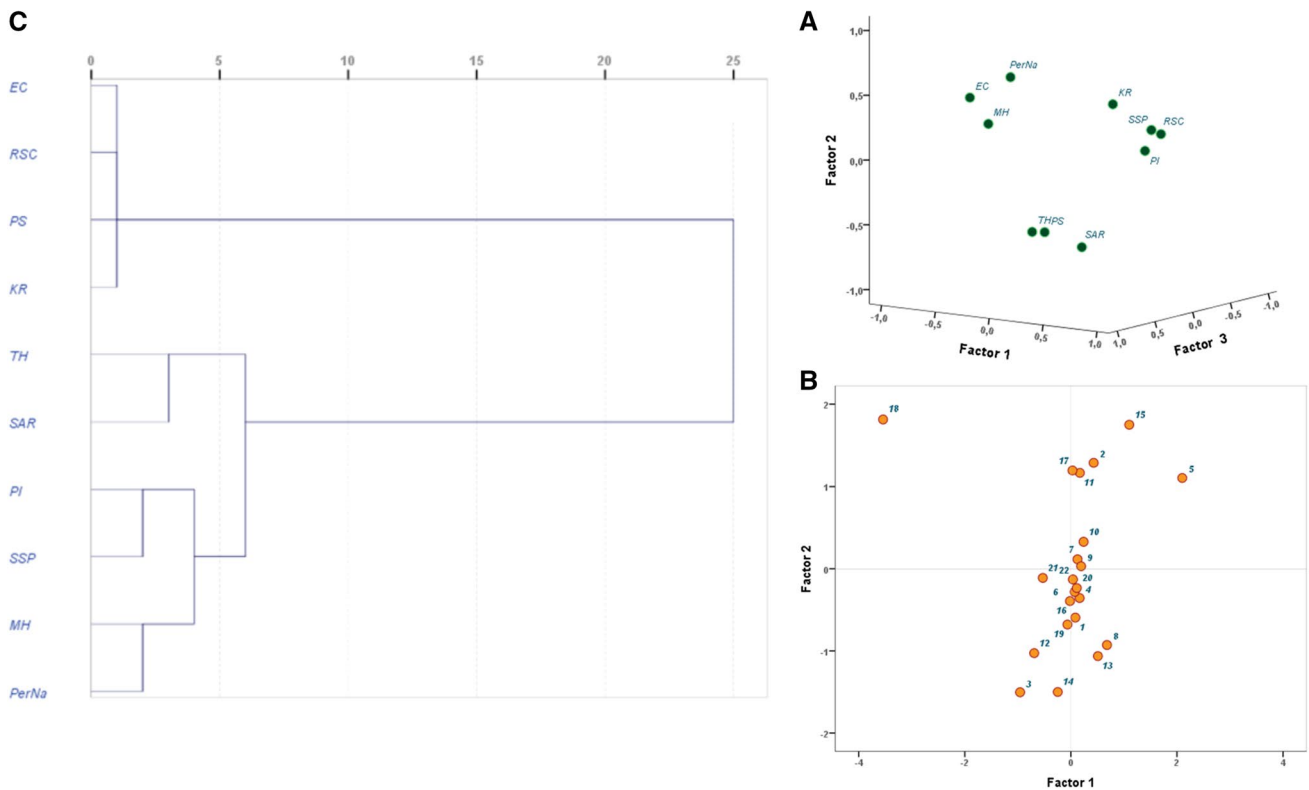 C
0 5 10 15 20 25
EC
RSC
PS
KR
TH
SAR
PI
SSP
MH
PerNa
A
1,0
0,5
0,0
-0,5
-1,0
Factor 2
PerNa
EC
MH
KR
SSP RSC
PI
THPS
SAR
-1,0 -0,5 0,0 0,5 1,0
Factor 1
1,0 0,5 0,0 -0,5 -1,0
Factor 3
B
2
1
0
-1
-2
Factor 2
18
15
2
17
11
5
10
7
9
21 22
20
6
4
16
1
19
12
8
13
3
14
-4 -2 0 2 4
Factor 1